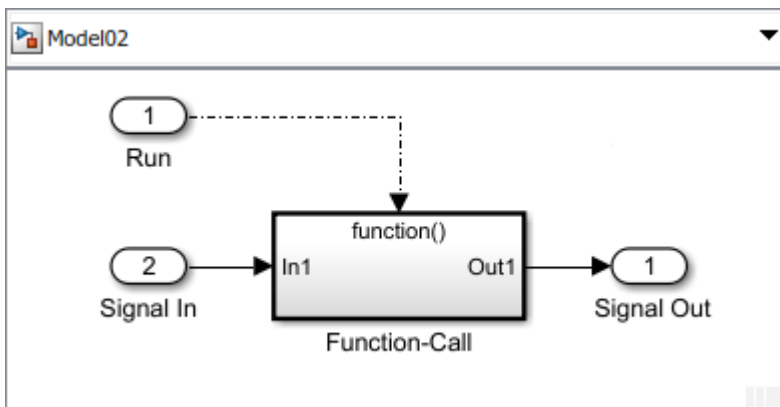 Model02
1
Run
function()
2
In1
Out1
1
Signal In
Signal Out
Function-Call